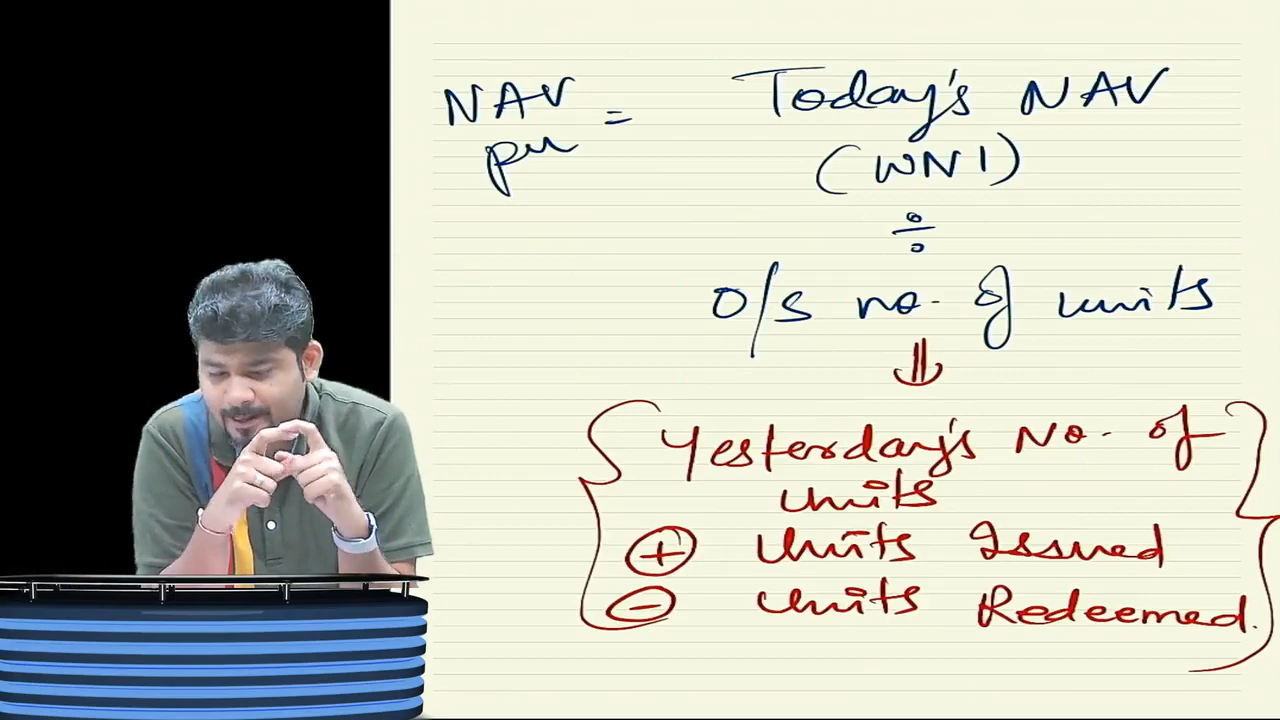 NAV = Today's NAV
per (WN1)
÷
o/s no. of units
⇓
{ Yesterday's No. of }
units
⊕ units Issued
⊖ units Redeemed.